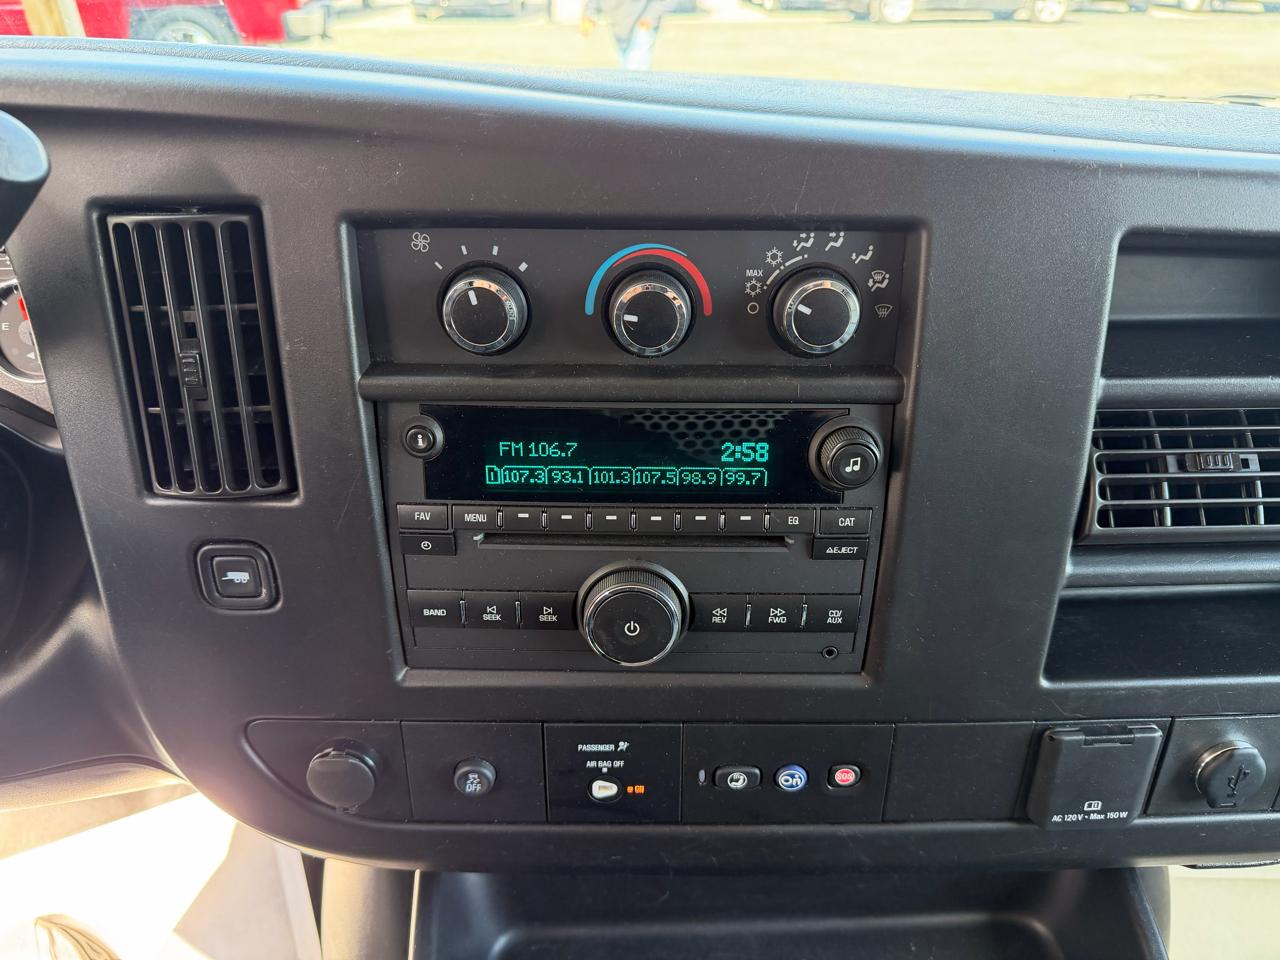 E
MAX
FM 106.7 2:58
1 107.3 93.1 101.3 107.5 98.9 99.7
FAV MENU EQ CAT
EJECT
BAND SEEK SEEK REV FWD CD/AUX
PASSENGER
AIR BAG OFF
ON
OFF
On
SOS
AC 120 V - Max 150 W